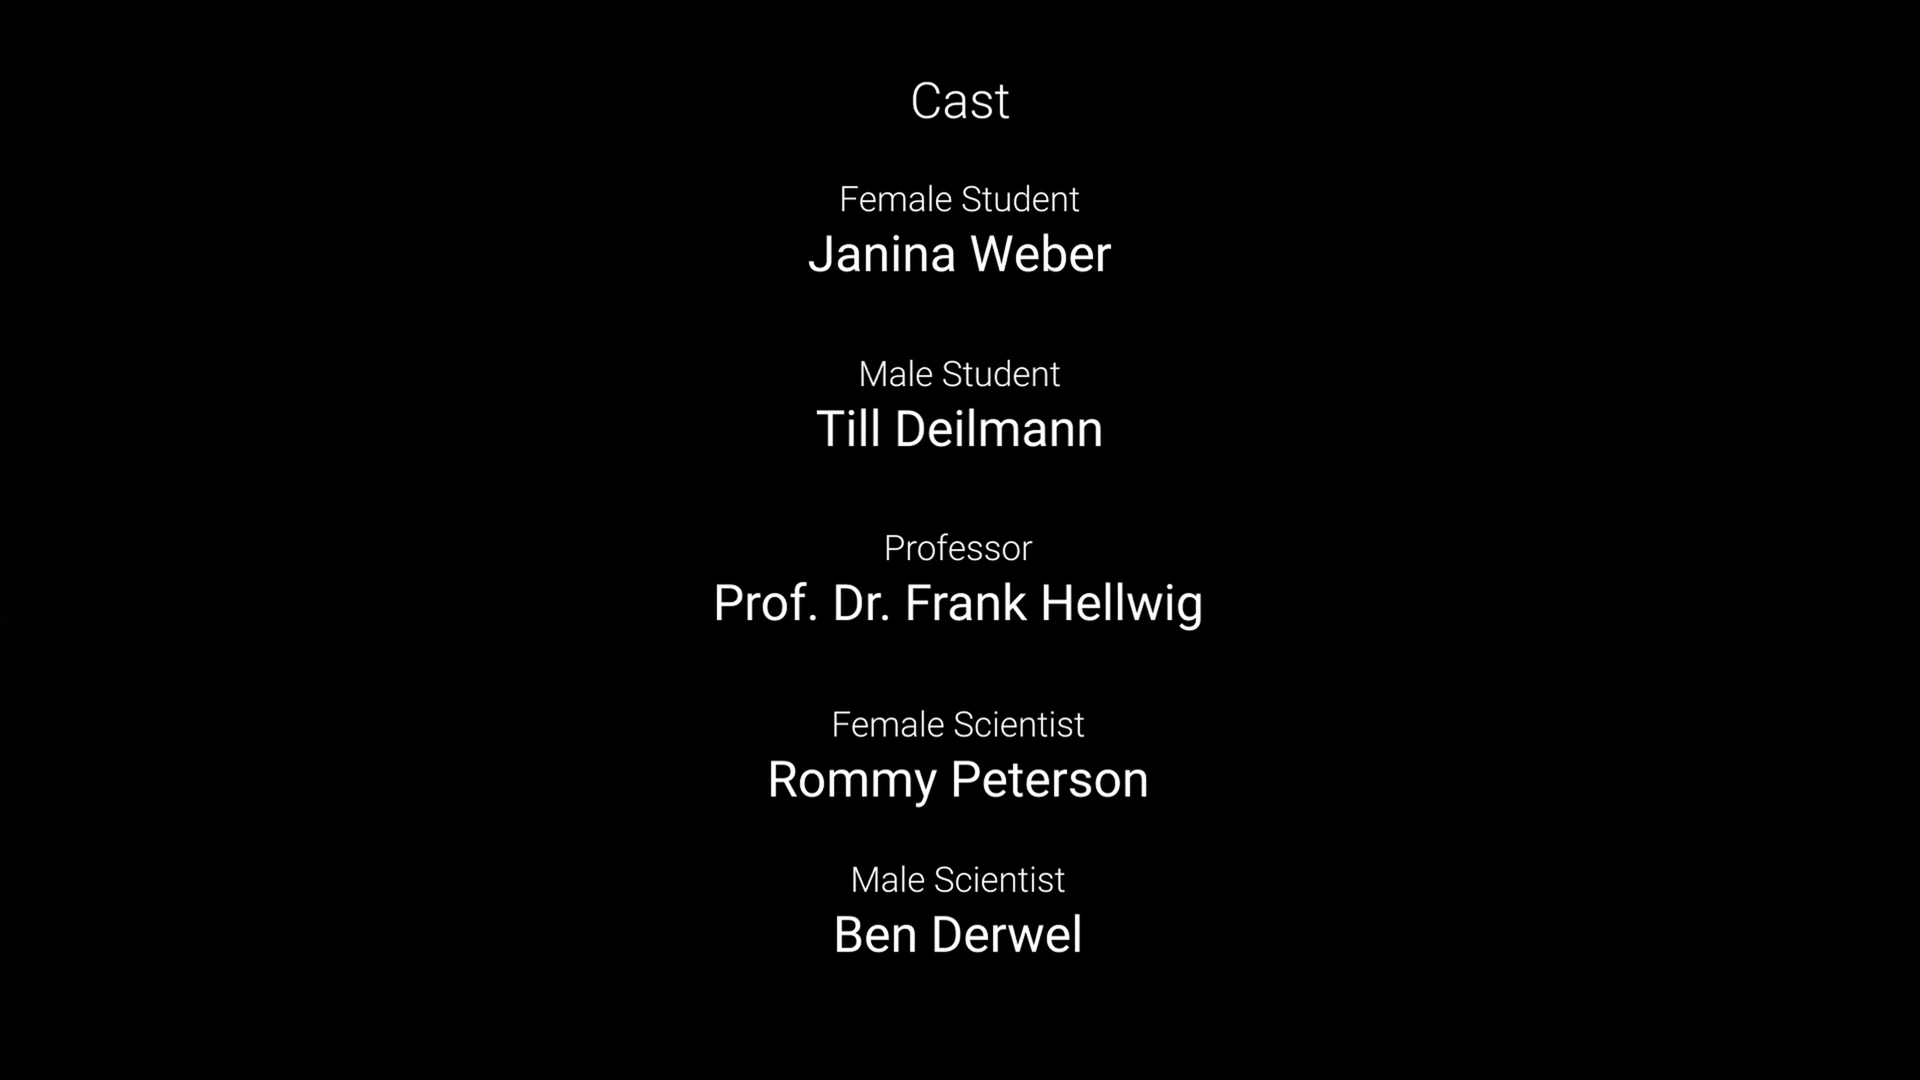 Cast
Female Student
Janina Weber
Male Student
Till Deilmann
Professor
Prof. Dr. Frank Hellwig
Female Scientist
Rommy Peterson
Male Scientist
Ben Derwel